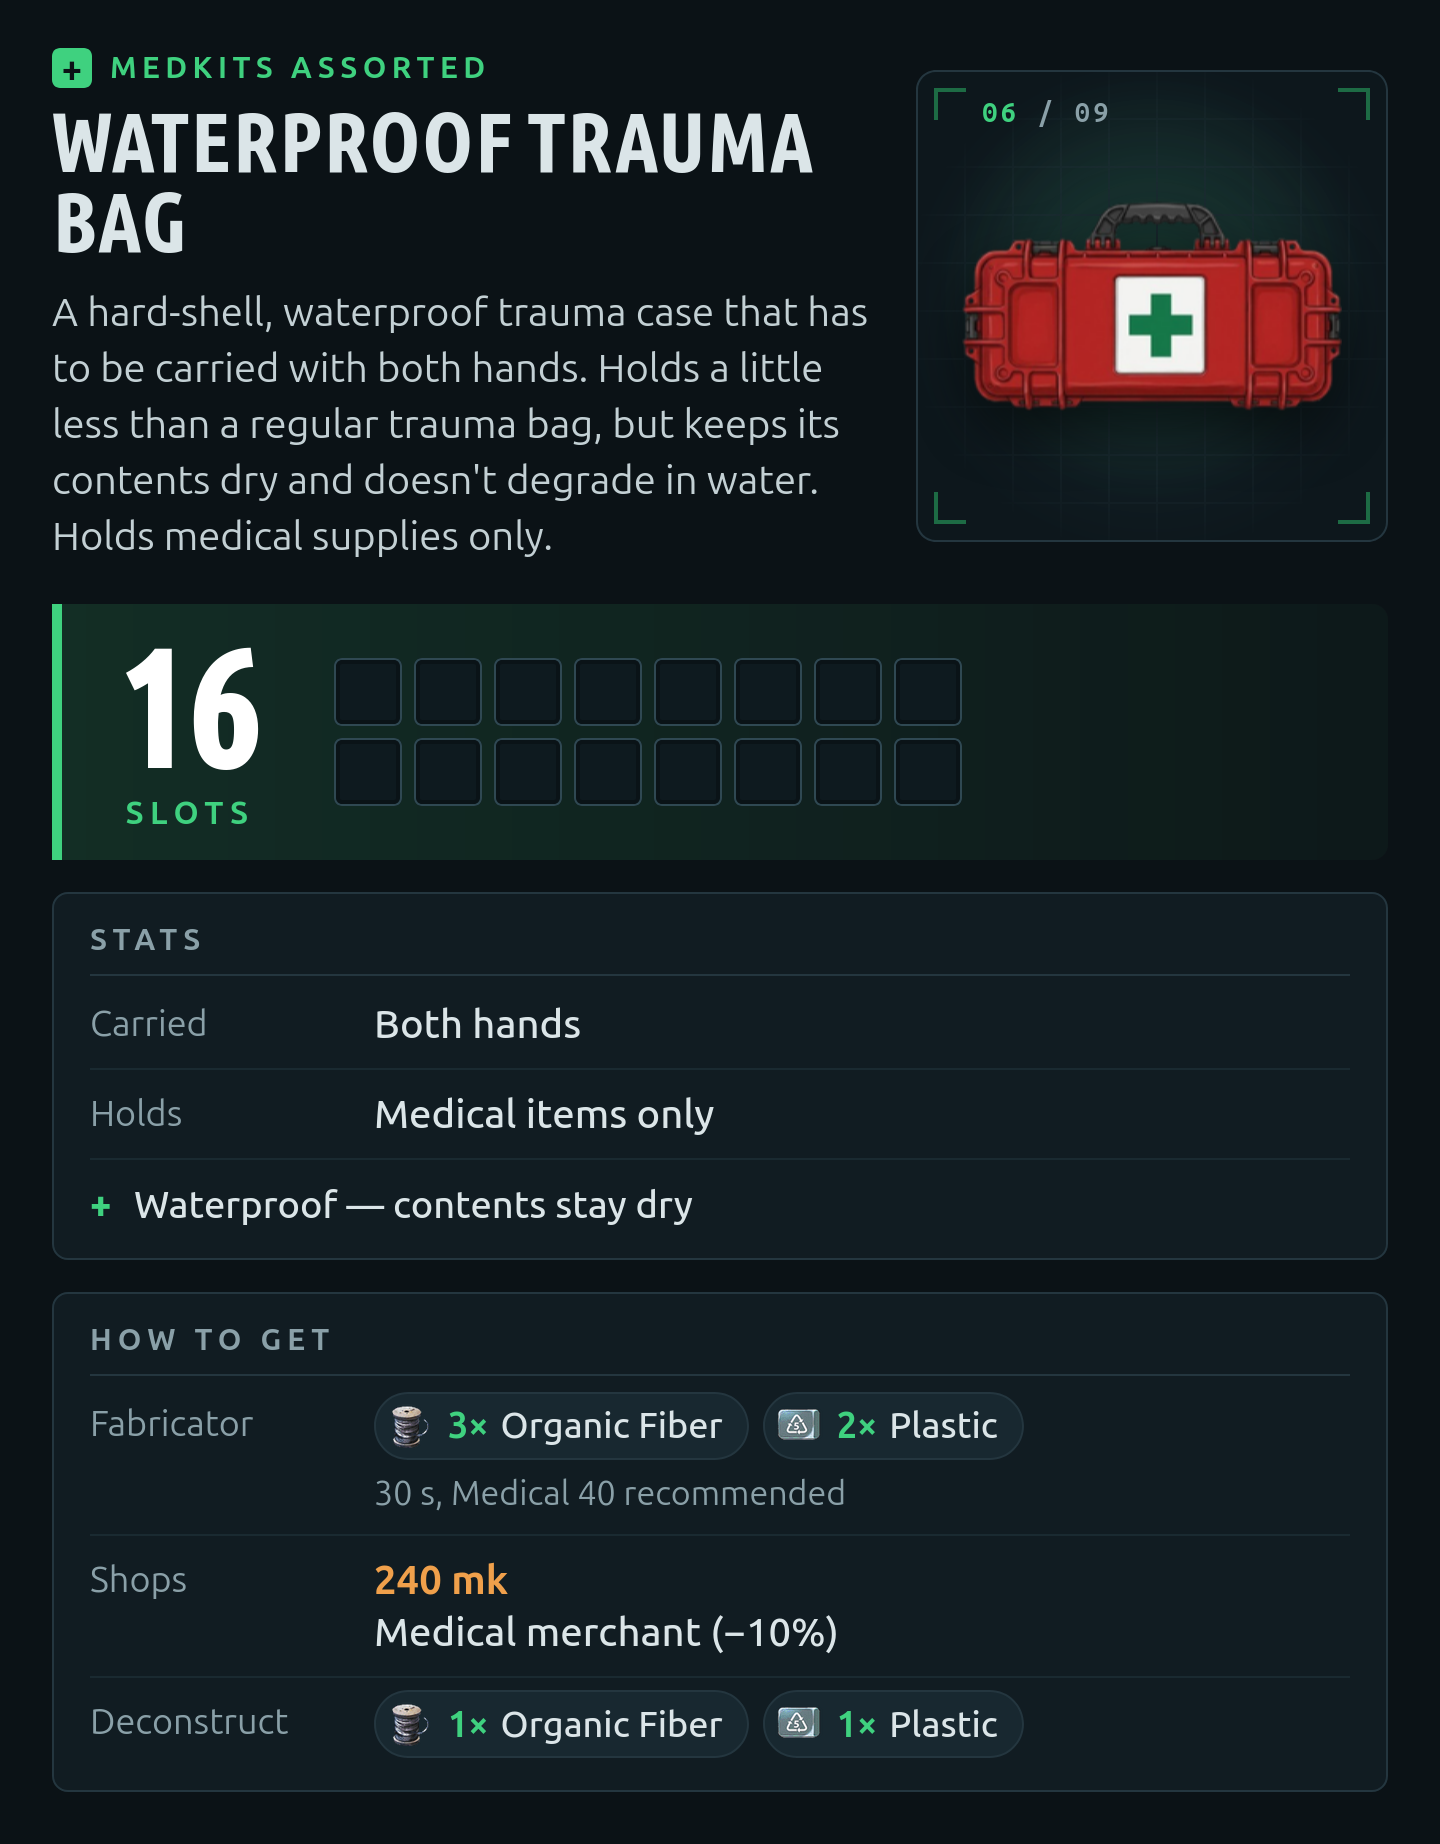 + MEDKITS ASSORTED
WATERPROOF TRAUMA
BAG
A hard-shell, waterproof trauma case that has
to be carried with both hands. Holds a little
less than a regular trauma bag, but keeps its
contents dry and doesn't degrade in water.
Holds medical supplies only.
06 / 09
16
SLOTS
STATS
Carried Both hands
Holds Medical items only
+ Waterproof — contents stay dry
HOW TO GET
Fabricator 3× Organic Fiber 2× Plastic
30 s, Medical 40 recommended
Shops 240 mk
Medical merchant (−10%)
Deconstruct 1× Organic Fiber 1× Plastic